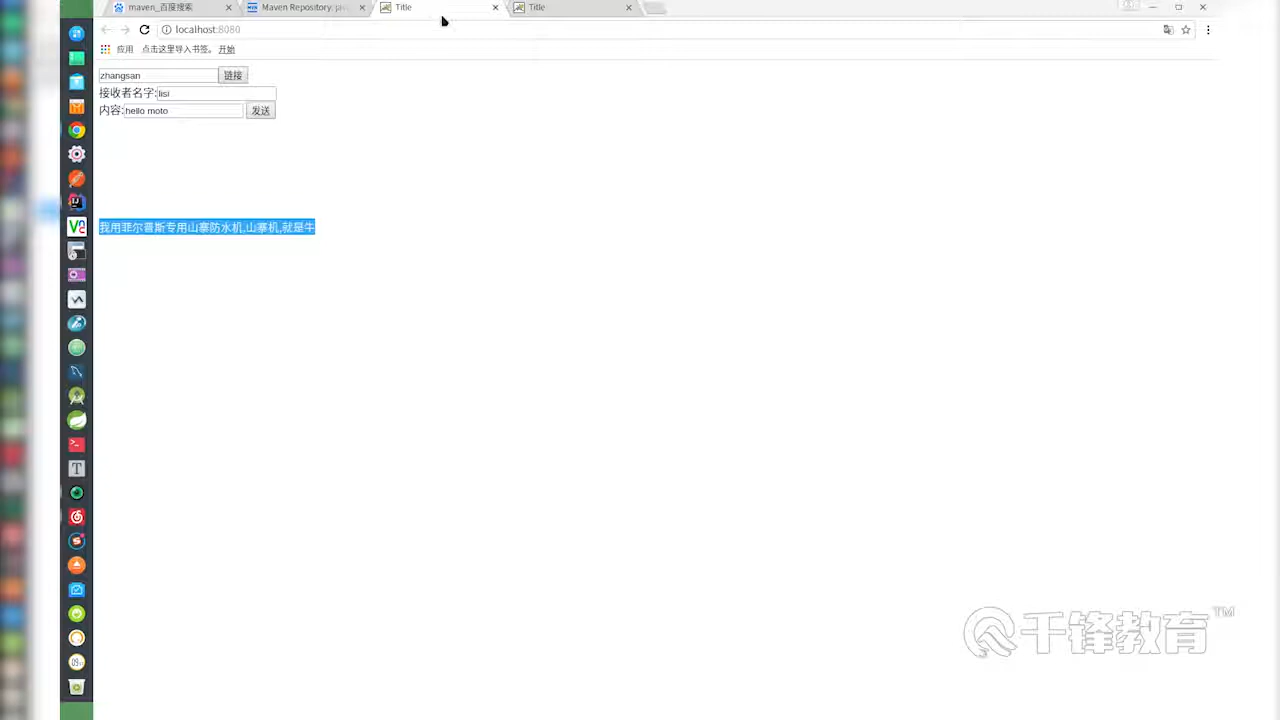 maven_百度搜索
Maven Repository: pro
Title
Title
localhost:8080
应用 点击这里导入书签。 开始
zhangsan 链接
接收者名字:lisi
内容:hello moto 发送
我用菲尔普斯专用山寨防水机,山寨机,就是牛
千锋教育™